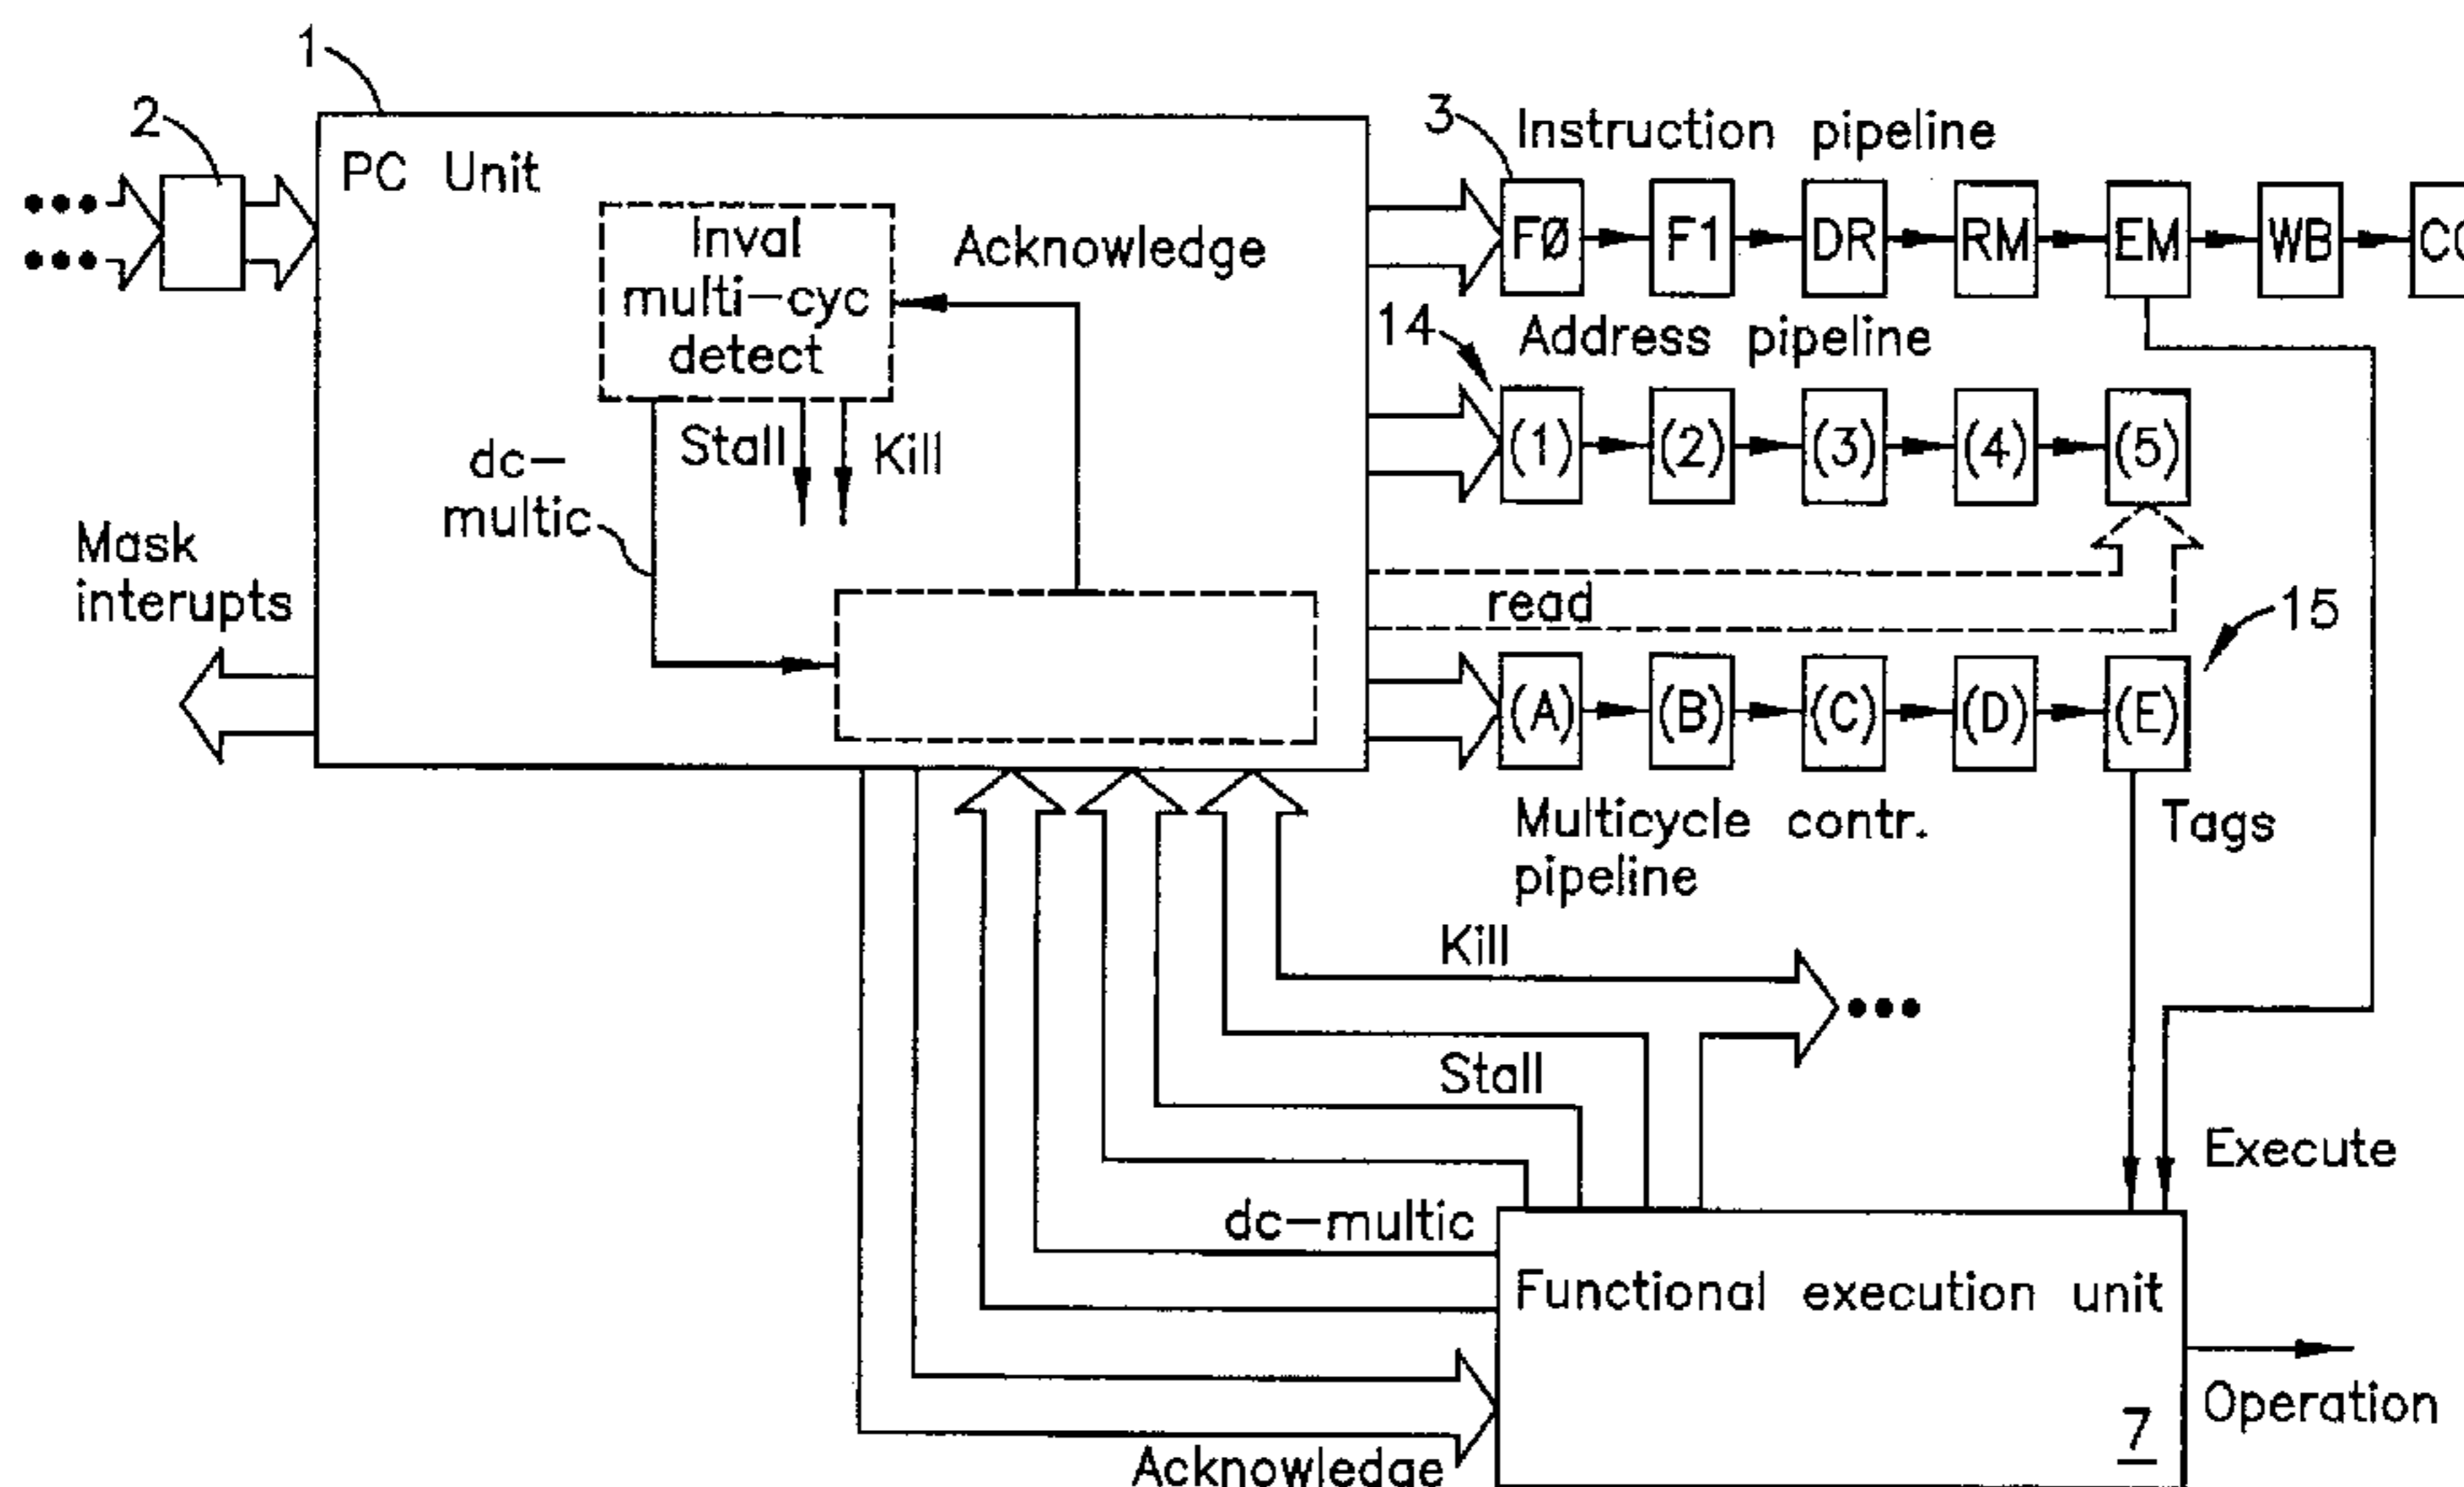 1
2
PC Unit
Inval
multi-cyc
detect
Acknowledge
Stall
Kill
dc-
multic
Mask
interupts
3
Instruction pipeline
FØ
F1
DR
RM
EM
WB
14
Address pipeline
(1)
(2)
(3)
(4)
(5)
read
15
(A)
(B)
(C)
(D)
(E)
Multicycle contr.
pipeline
Tags
Kill
•••
Stall
Execute
dc-multic
Functional execution unit
7
Operation
Acknowledge